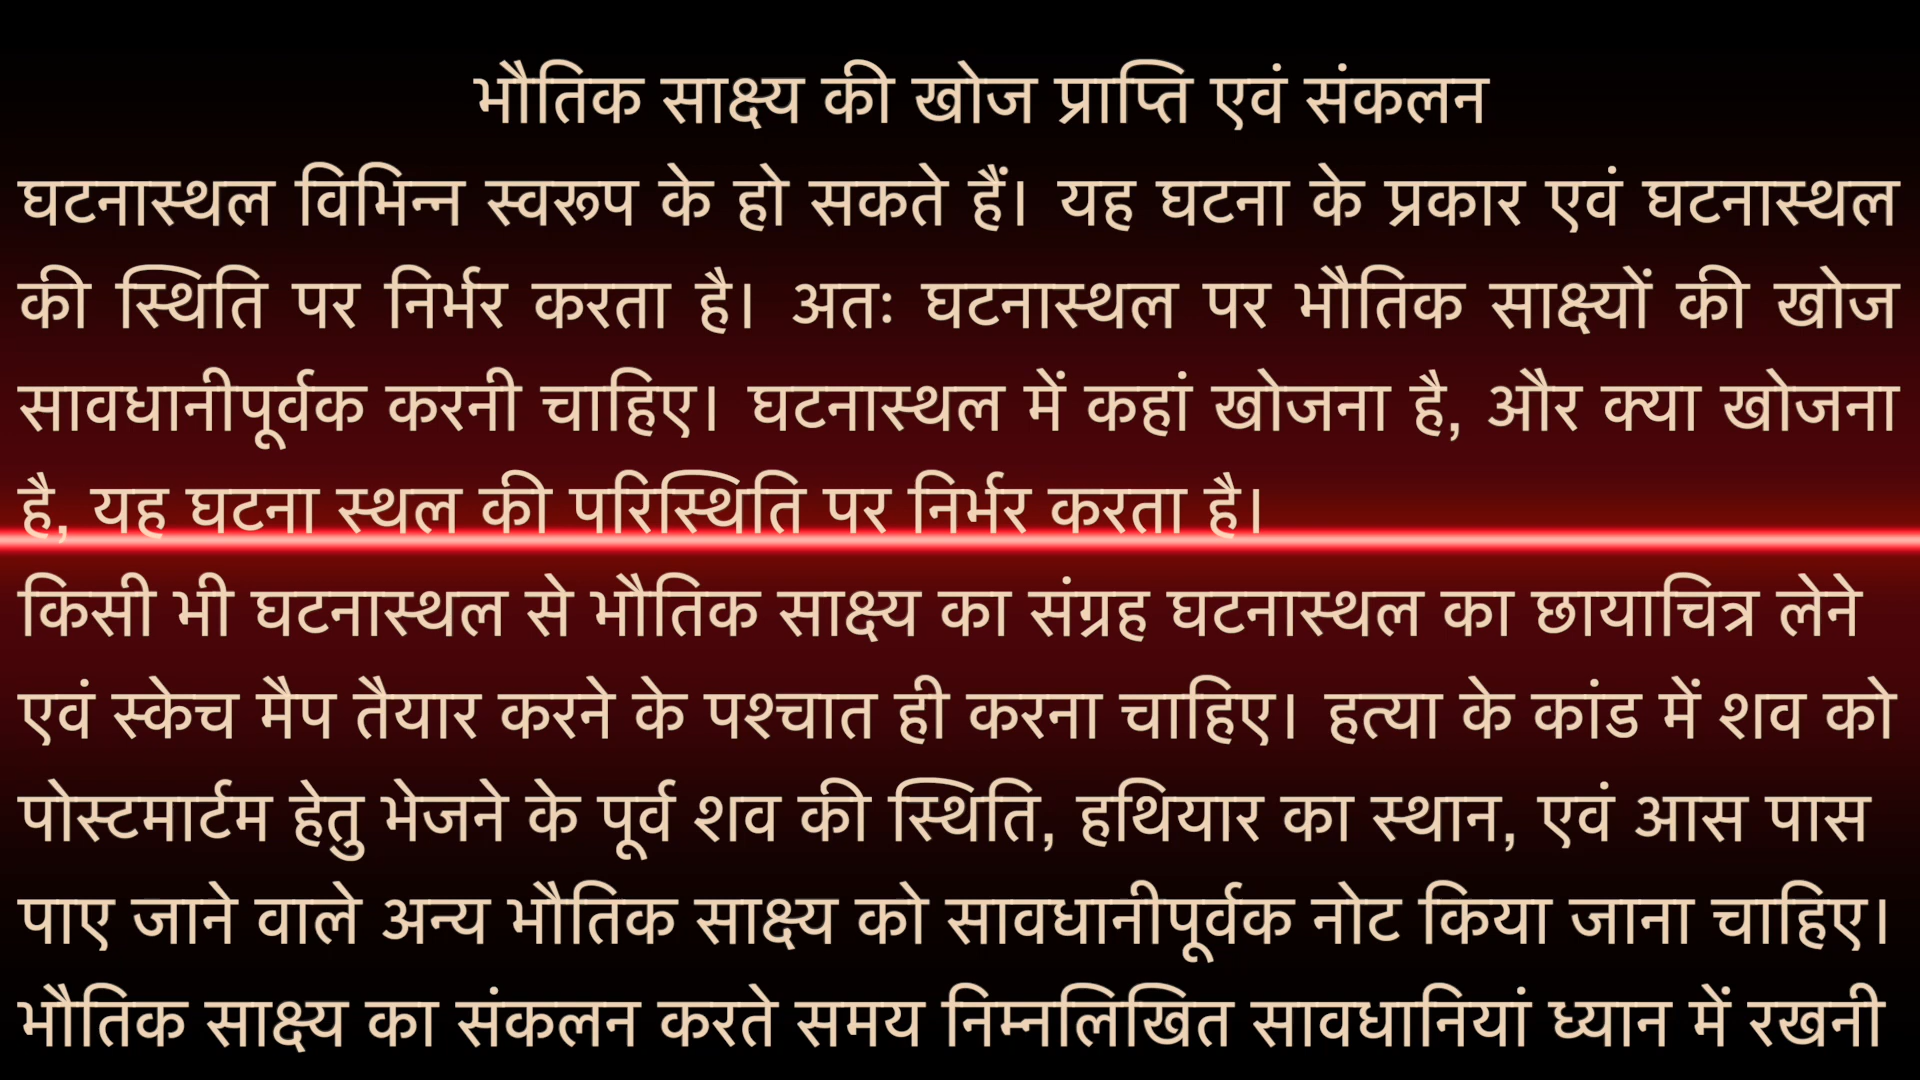 भौतिक साक्ष्य की खोज प्राप्ति एवं संकलन
घटनास्थल विभिन्न स्वरूप के हो सकते हैं। यह घटना के प्रकार एवं घटनास्थल
की स्थिति पर निर्भर करता है। अतः घटनास्थल पर भौतिक साक्ष्यों की खोज
सावधानीपूर्वक करनी चाहिए। घटनास्थल में कहां खोजना है, और क्या खोजना
है, यह घटना स्थल की परिस्थिति पर निर्भर करता है।
किसी भी घटनास्थल से भौतिक साक्ष्य का संग्रह घटनास्थल का छायाचित्र लेने
एवं स्केच मैप तैयार करने के पश्चात ही करना चाहिए। हत्या के कांड में शव को
पोस्टमार्टम हेतु भेजने के पूर्व शव की स्थिति, हथियार का स्थान, एवं आस पास
पाए जाने वाले अन्य भौतिक साक्ष्य को सावधानीपूर्वक नोट किया जाना चाहिए।
भौतिक साक्ष्य का संकलन करते समय निम्नलिखित सावधानियां ध्यान में रखनी